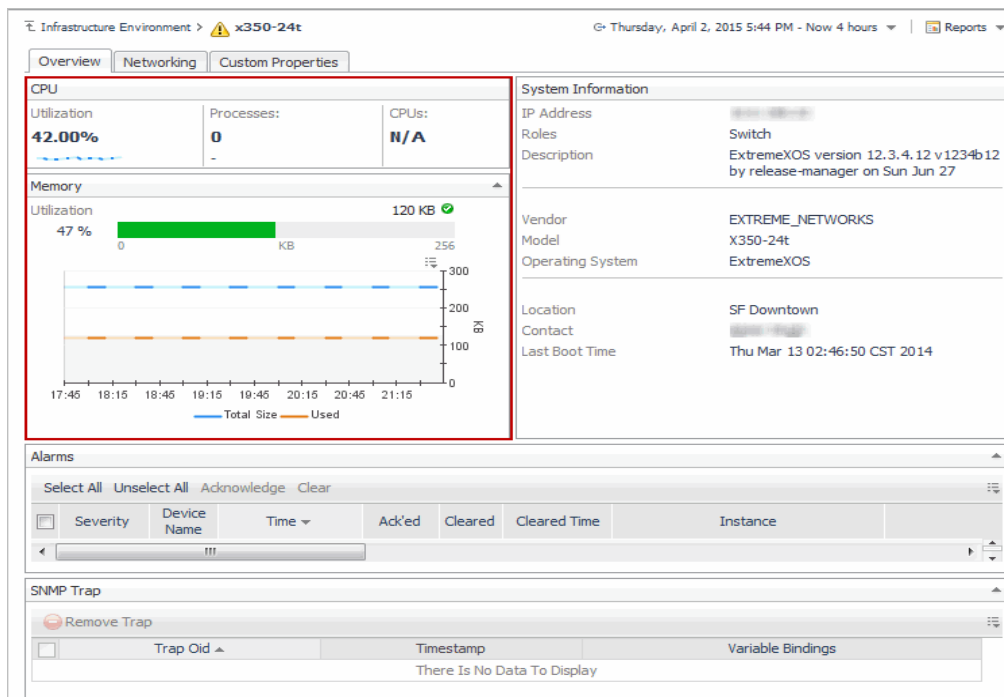 Infrastructure Environment > x350-24t
Thursday, April 2, 2015 5:44 PM - Now 4 hours
Reports
Overview
Networking
Custom Properties
CPU
Utilization
42.00%
Processes:
0
-
CPUs:
N/A
Memory
Utilization
47 %
120 KB
0
KB
256
300
200
100
0
KB
17:45 18:15 18:45 19:15 19:45 20:15 20:45 21:15
Total Size
Used
System Information
IP Address
Roles Switch
Description ExtremeXOS version 12.3.4.12 v1234b12
by release-manager on Sun Jun 27
Vendor EXTREME_NETWORKS
Model X350-24t
Operating System ExtremeXOS
Location SF Downtown
Contact
Last Boot Time Thu Mar 13 02:46:50 CST 2014
Alarms
Select All Unselect All Acknowledge Clear
Severity
Device
Name
Time
Ack'ed
Cleared
Cleared Time
Instance
SNMP Trap
Remove Trap
Trap Oid
Timestamp
Variable Bindings
There Is No Data To Display